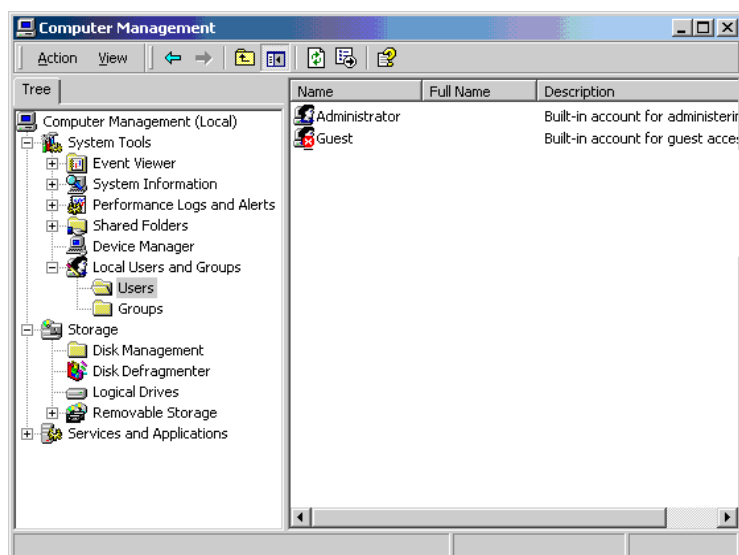 Computer Management
Action View
Tree
Computer Management (Local)
System Tools
Event Viewer
System Information
Performance Logs and Alerts
Shared Folders
Device Manager
Local Users and Groups
Users
Groups
Storage
Disk Management
Disk Defragmenter
Logical Drives
Removable Storage
Services and Applications
Name Full Name Description
Administrator Built-in account for administerin
Guest Built-in account for guest acces